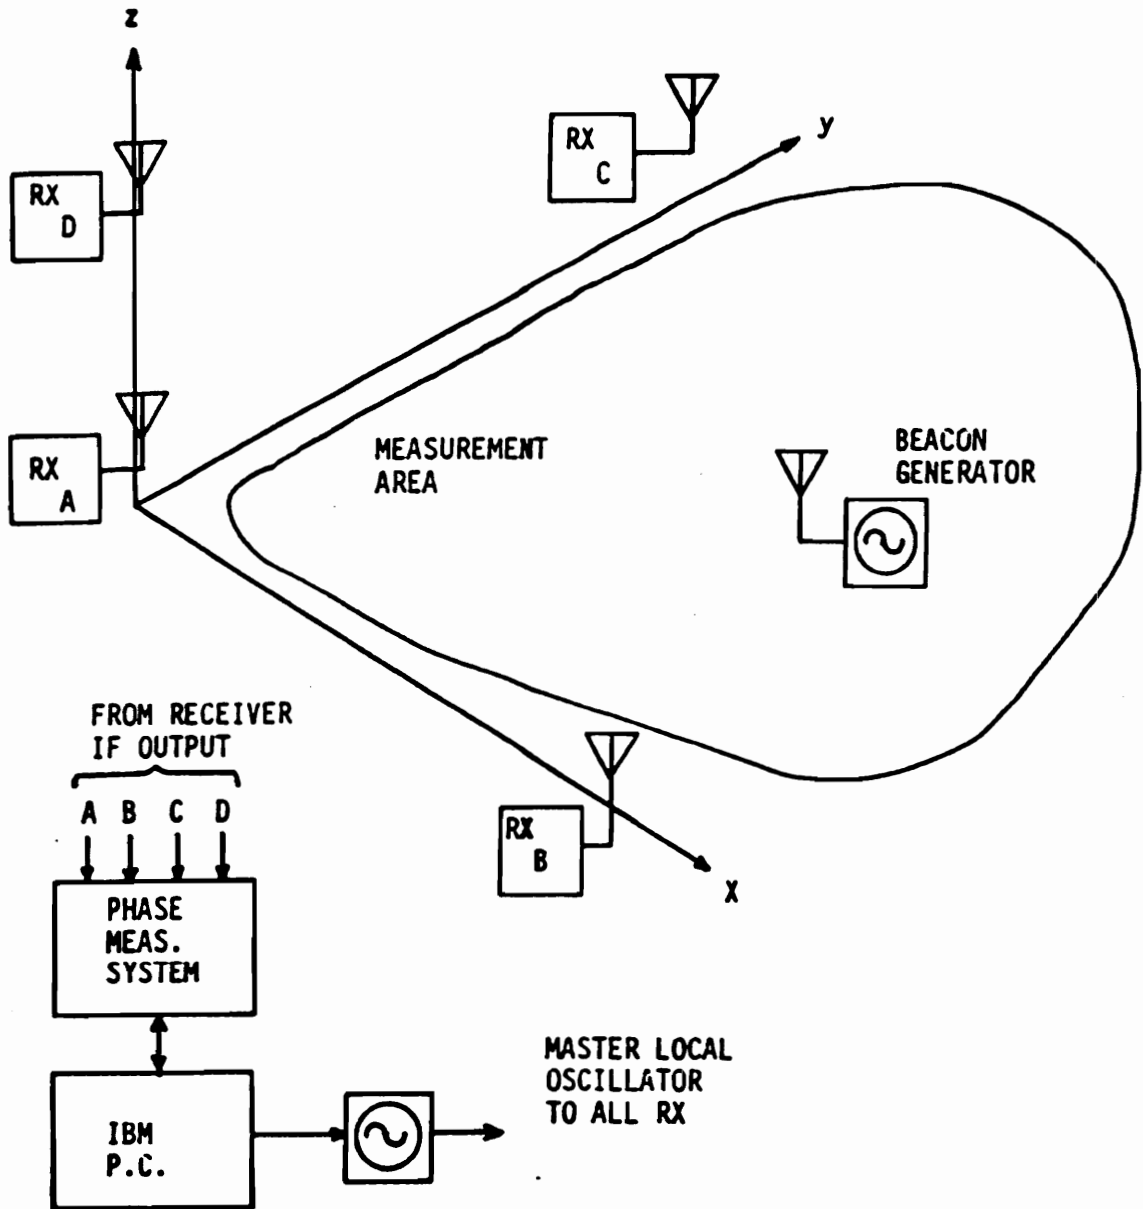 z
RX
D
RX
C
y
RX
A
MEASUREMENT
AREA
BEACON
GENERATOR
RX
B
X
FROM RECEIVER
IF OUTPUT
A B C D
PHASE
MEAS.
SYSTEM
IBM
P.C.
MASTER LOCAL
OSCILLATOR
TO ALL RX